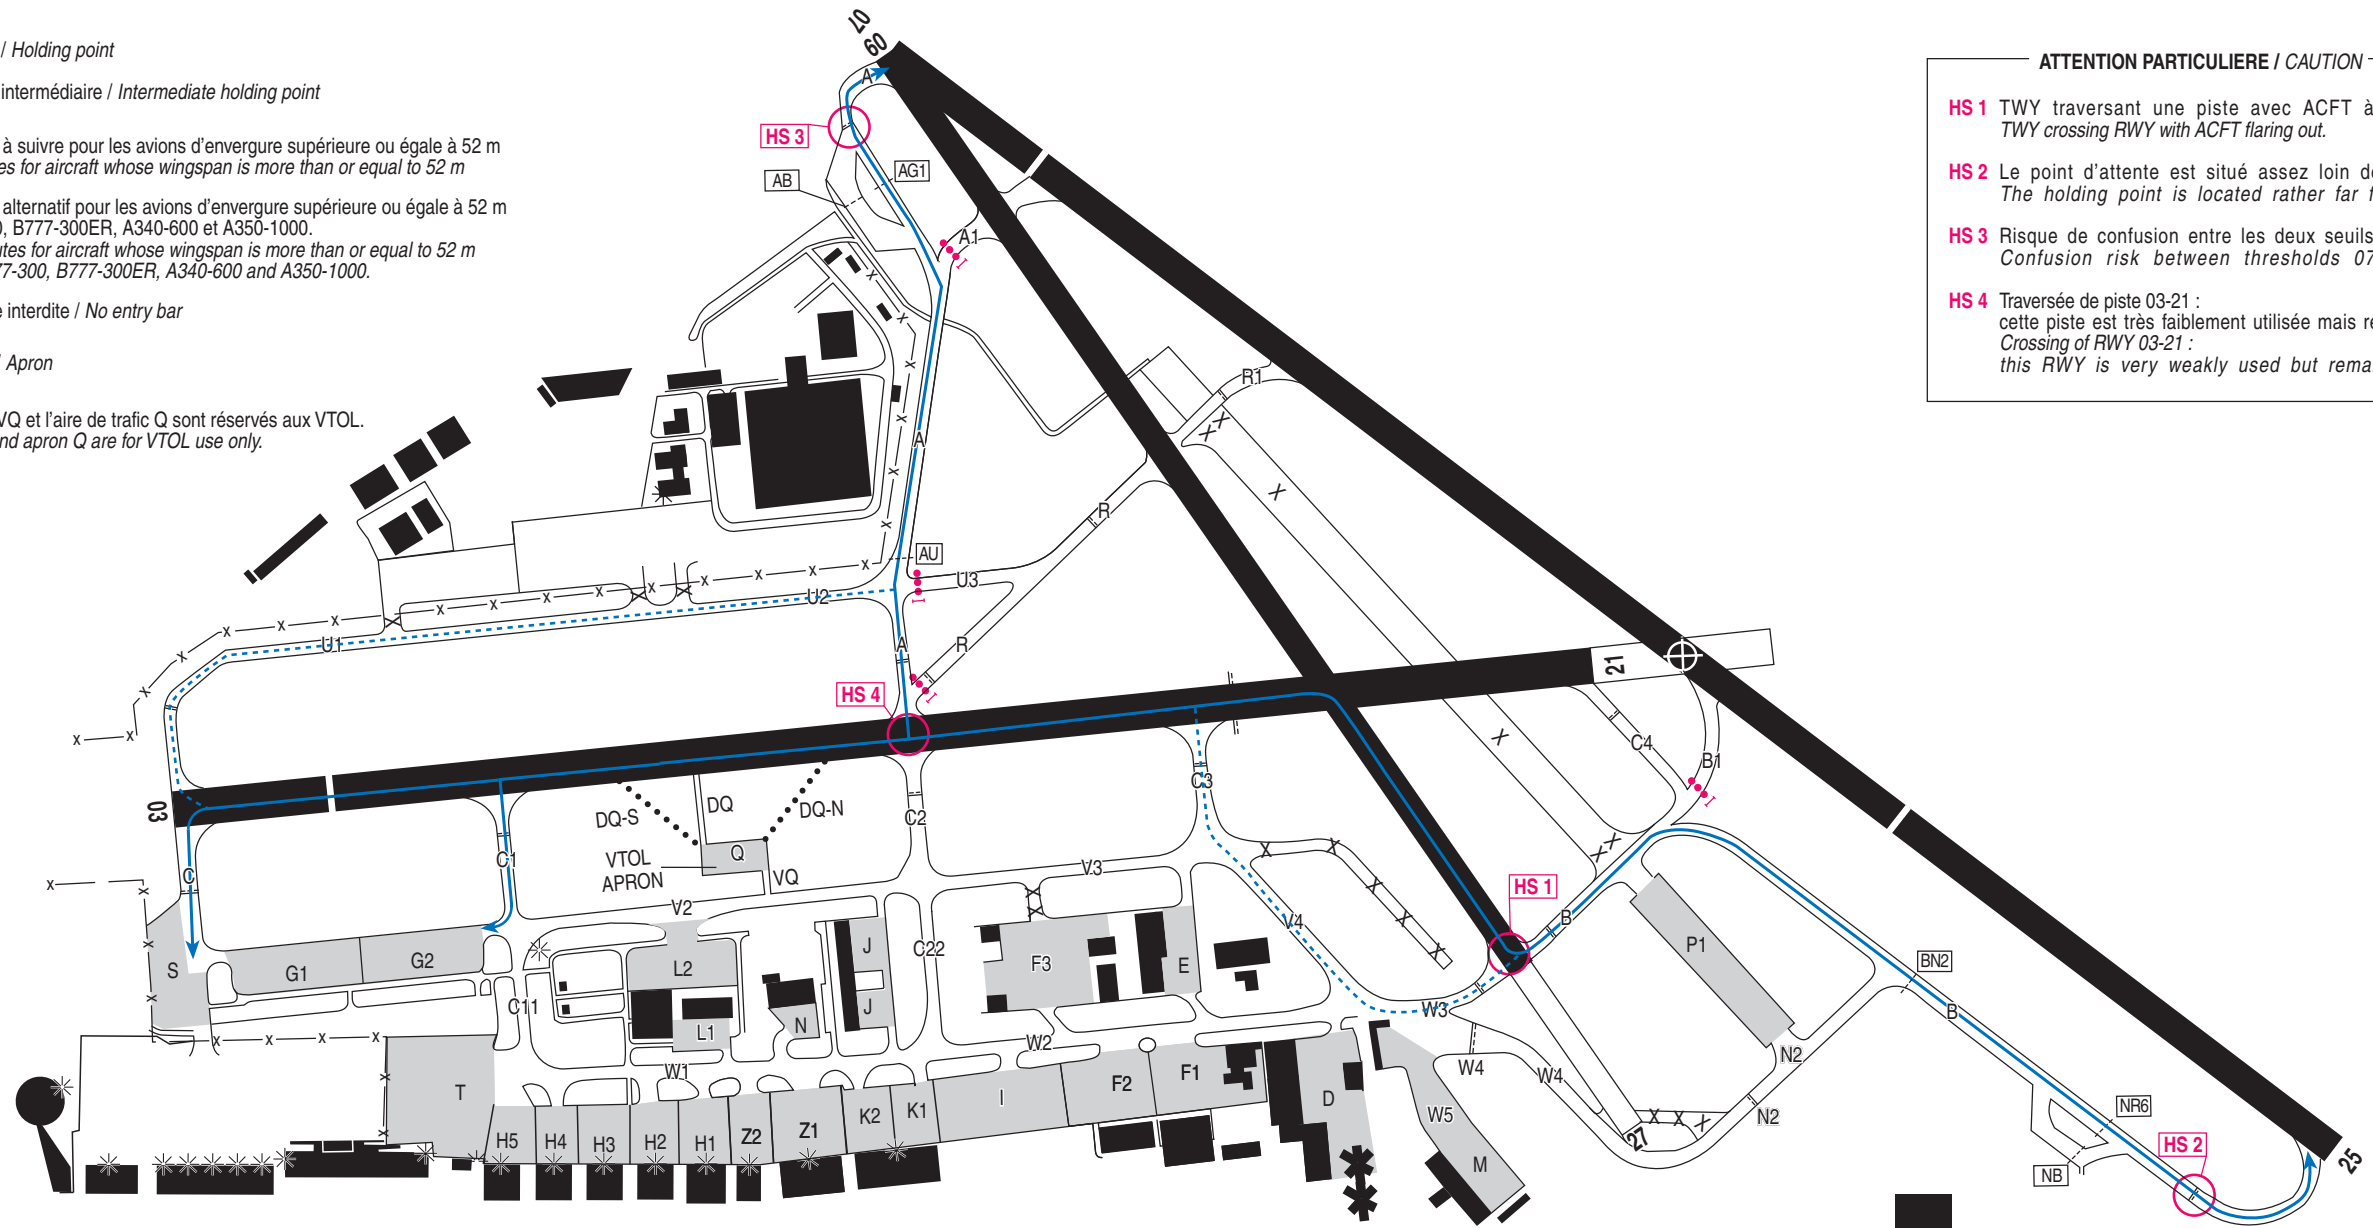 / Holding point
intermédiaire / Intermediate holding point
à suivre pour les avions d'envergure supérieure ou égale à 52 m
es for aircraft whose wingspan is more than or equal to 52 m
alternatif pour les avions d'envergure supérieure ou égale à 52 m
, B777-300ER, A340-600 et A350-1000.
tes for aircraft whose wingspan is more than or equal to 52 m
77-300, B777-300ER, A340-600 and A350-1000.
e interdite / No entry bar
Apron
VQ et l'aire de trafic Q sont réservés aux VTOL.
nd apron Q are for VTOL use only.
ATTENTION PARTICULIERE / CAUTION
HS 1 TWY traversant une piste avec ACFT à
TWY crossing RWY with ACFT flaring out.
HS 2 Le point d'attente est situé assez loin de
The holding point is located rather far f
HS 3 Risque de confusion entre les deux seuils
Confusion risk between thresholds 07
HS 4 Traversée de piste 03-21 :
cette piste est très faiblement utilisée mais re
Crossing of RWY 03-21 :
this RWY is very weakly used but rema
07
09
A
HS 3
AG1
AB
A1
I
R1
A
R
AU
U3
I
U2
U1
A
R
I
HS 4
21
C4
B1
I
C3
03
DQ
DQ-S
DQ-N
C2
C1
C
VTOL
APRON
Q
VQ
V3
V2
V4
HS 1
B
P1
S
G1
G2
L2
J
C22
F3
E
BN2
C11
L1
N
J
W3
B
W2
W1
W4
W4
N2
N2
NR6
T
F2
F1
I
D
W5
K2
K1
H5
H4
H3
H2
H1
Z2
Z1
M
27
HS 2
NB
25